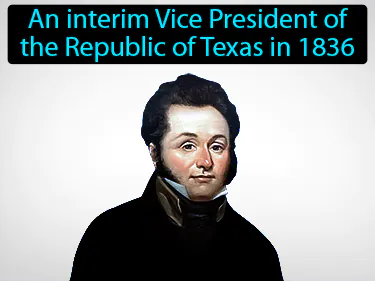 An interim Vice President of
the Republic of Texas in 1836